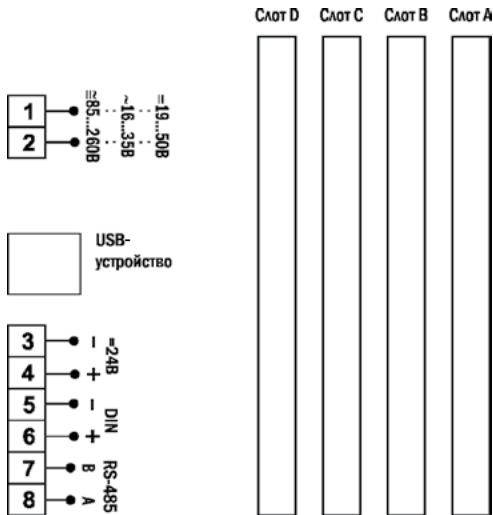 Слот D Слот C Слот B Слот A
1
2
≅85...260В
~16...35В
=19...50В
USB-
устройство
3 −
4 +
=24В
5 −
6 +
DIN
7 B
8 A
RS-485